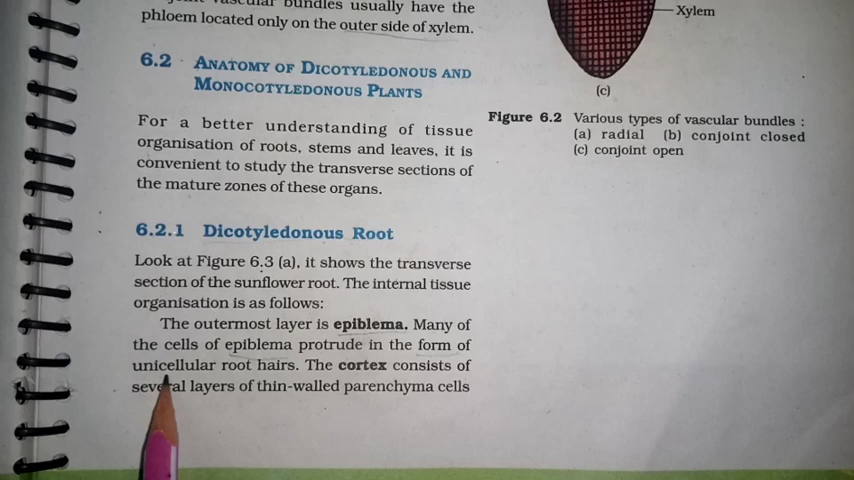 vascular bundles usually have the
phloem located only on the outer side of xylem.
6.2 ANATOMY OF DICOTYLEDONOUS AND
MONOCOTYLEDONOUS PLANTS
For a better understanding of tissue
organisation of roots, stems and leaves, it is
convenient to study the transverse sections of
the mature zones of these organs.
6.2.1 Dicotyledonous Root
Look at Figure 6.3 (a), it shows the transverse
section of the sunflower root. The internal tissue
organisation is as follows:
The outermost layer is epiblema. Many of
the cells of epiblema protrude in the form of
unicellular root hairs. The cortex consists of
several layers of thin-walled parenchyma cells
Xylem
(c)
Figure 6.2 Various types of vascular bundles :
(a) radial (b) conjoint closed
(c) conjoint open